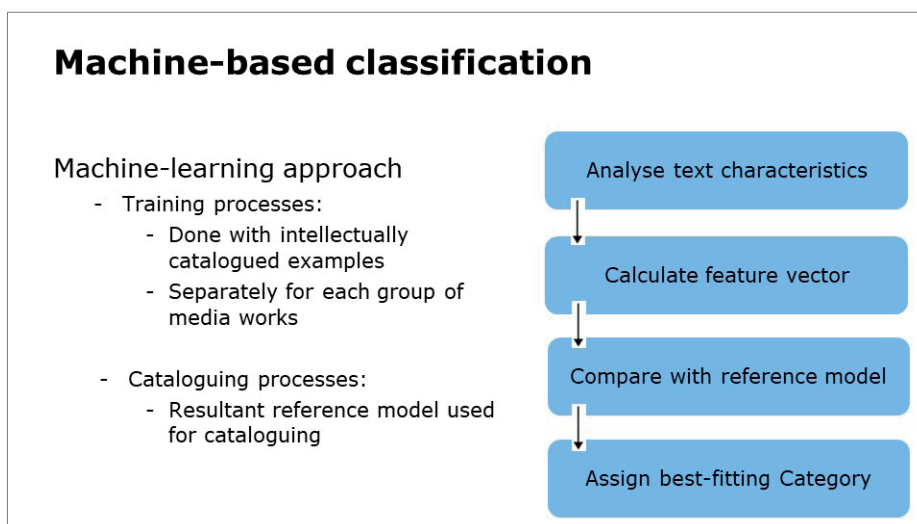 Machine-based classification
Machine-learning approach
- Training processes:
- Done with intellectually
catalogued examples
- Separately for each group of
media works
- Cataloguing processes:
- Resultant reference model used
for cataloguing
Analyse text characteristics
Calculate feature vector
Compare with reference model
Assign best-fitting Category